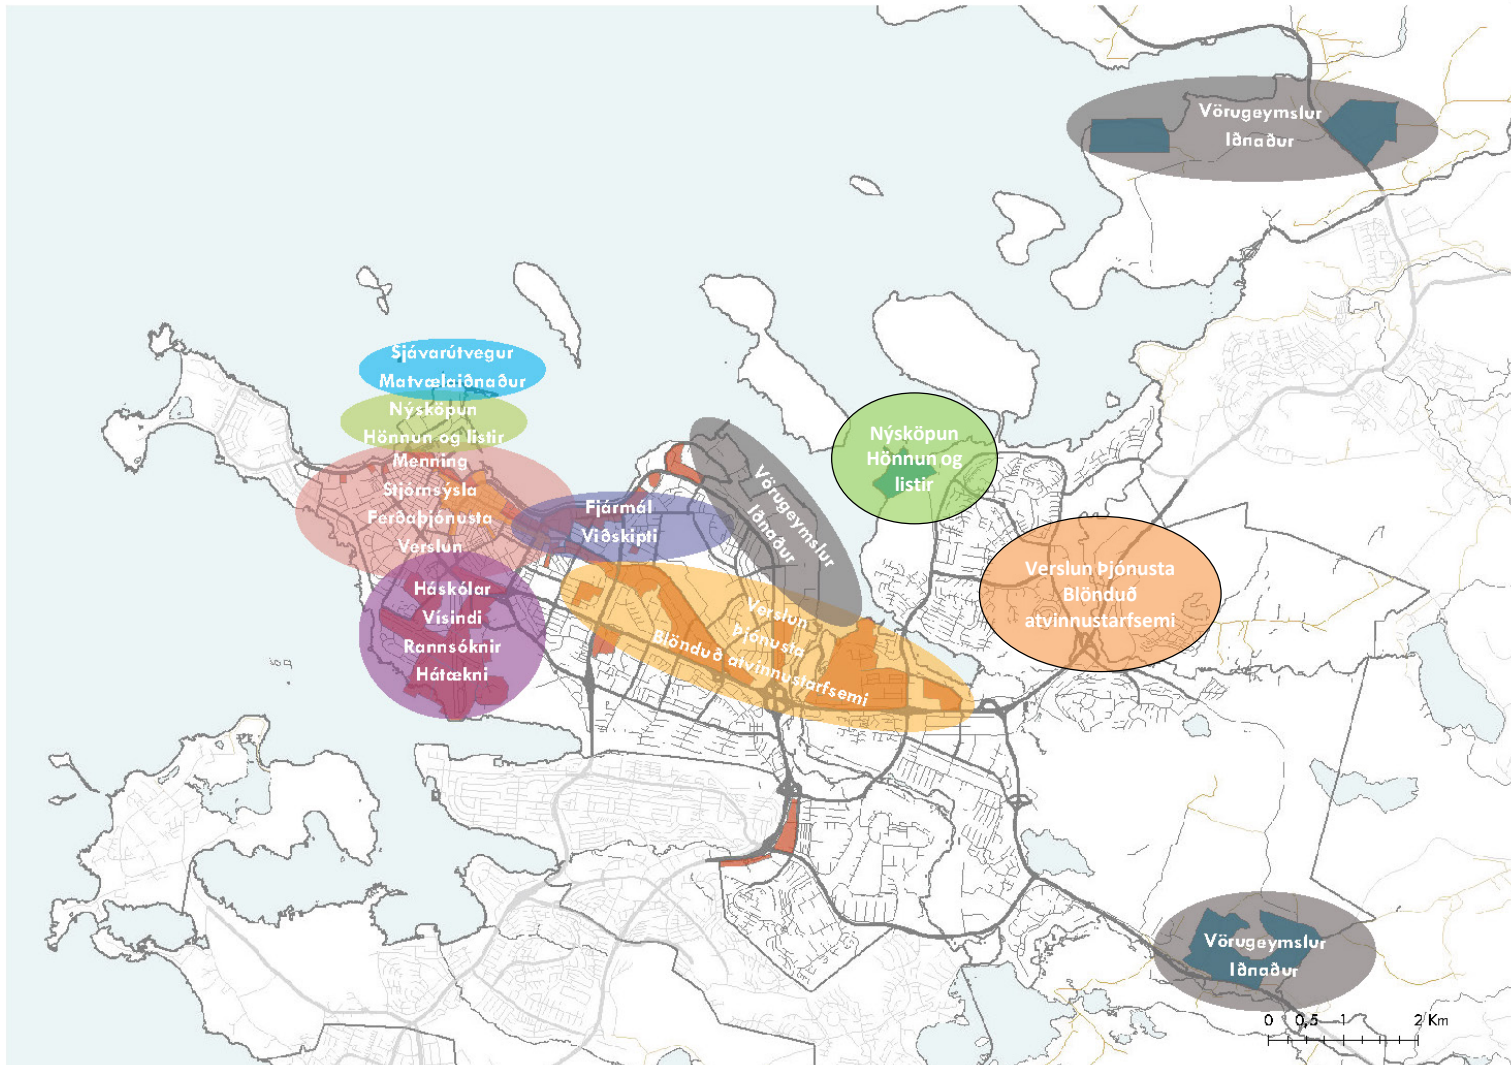 Vörugeymslur
Iðnaður
Sjávarútvegur
Matvælaiðnaður
Nýsköpun
Hönnun og listir
Menning
Stjórnsýsla
Ferðaþjónusta
Verslun
Fjármál
Viðskipti
Vörugeymslur
Iðnaður
Nýsköpun
Hönnun og
listir
Háskólar
Vísindi
Rannsóknir
Hátækni
Verslun
Þjónusta
Blönduð atvinnustarfsemi
Verslun Þjónusta
Blönduð
atvinnustarfsemi
Vörugeymslur
Iðnaður
0 0,5 1 2 Km